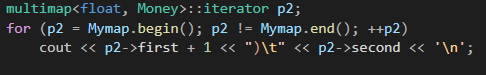 multimap<float, Money>::iterator p2;
for (p2 = Mymap.begin(); p2 != Mymap.end(); ++p2)
    cout << p2->first + 1 << ")\t" << p2->second << '\n';